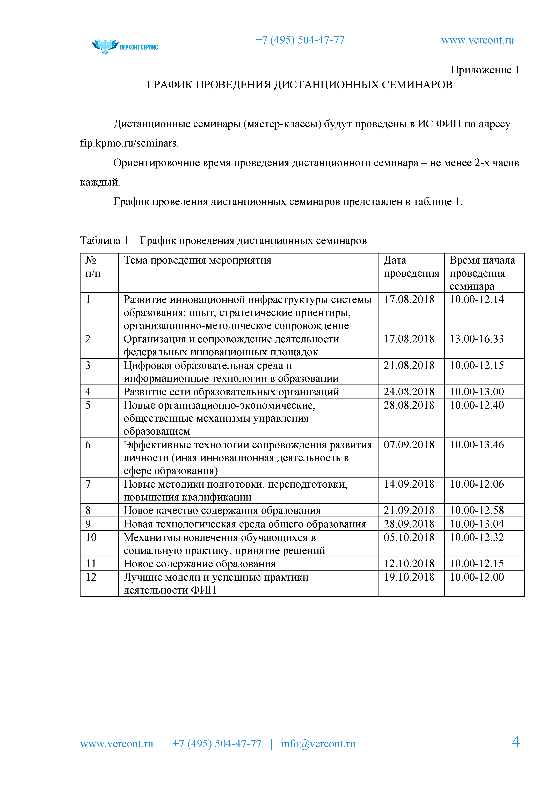 ВЕРКОНТ СЕРВИС
+7 (495) 504-47-77
www.vercont.ru
Приложение 1
ГРАФИК ПРОВЕДЕНИЯ ДИСТАНЦИОННЫХ СЕМИНАРОВ
Дистанционные семинары (мастер-классы) будут проведены в ИС ФИП по адресу
fip.kpmo.ru/seminars.
Ориентировочное время проведения дистанционного семинара – не менее 2-х часов
каждый.
График проведения дистанционных семинаров представлен в таблице 1.
Таблица 1 – График проведения дистанционных семинаров
№ Тема проведения мероприятия Дата Время начала
п/п проведения проведения
семинара
1 Развитие инновационной инфраструктуры системы 17.08.2018 10.00-12.14
образования: опыт, стратегические ориентиры,
организационно-методическое сопровождение
2 Организация и сопровождение деятельности 17.08.2018 13.00-16.33
федеральных инновационных площадок
3 Цифровая образовательная среда и 21.08.2018 10.00-12.15
информационные технологии в образовании
4 Развитие сети образовательных организаций 24.08.2018 10.00-13.00
5 Новые организационно-экономические, 28.08.2018 10.00-12.40
общественные механизмы управления
образованием
6 Эффективные технологии сопровождения развития 07.09.2018 10.00-13.46
личности (иная инновационная деятельность в
сфере образования)
7 Новые методики подготовки, переподготовки, 14.09.2018 10.00-12.06
повышения квалификации
8 Новое качество содержания образования 21.09.2018 10.00-12.58
9 Новая технологическая среда общего образования 28.09.2018 10.00-13.04
10 Механизмы вовлечения обучающихся в 05.10.2018 10.00-12.32
социальную практику, принятие решений
11 Новое содержание образования 12.10.2018 10.00-12.15
12 Лучшие модели и успешные практики 19.10.2018 10.00-12.00
деятельности ФИП
www.vercont.ru +7 (495) 504-47-77 | info@vercont.ru 4